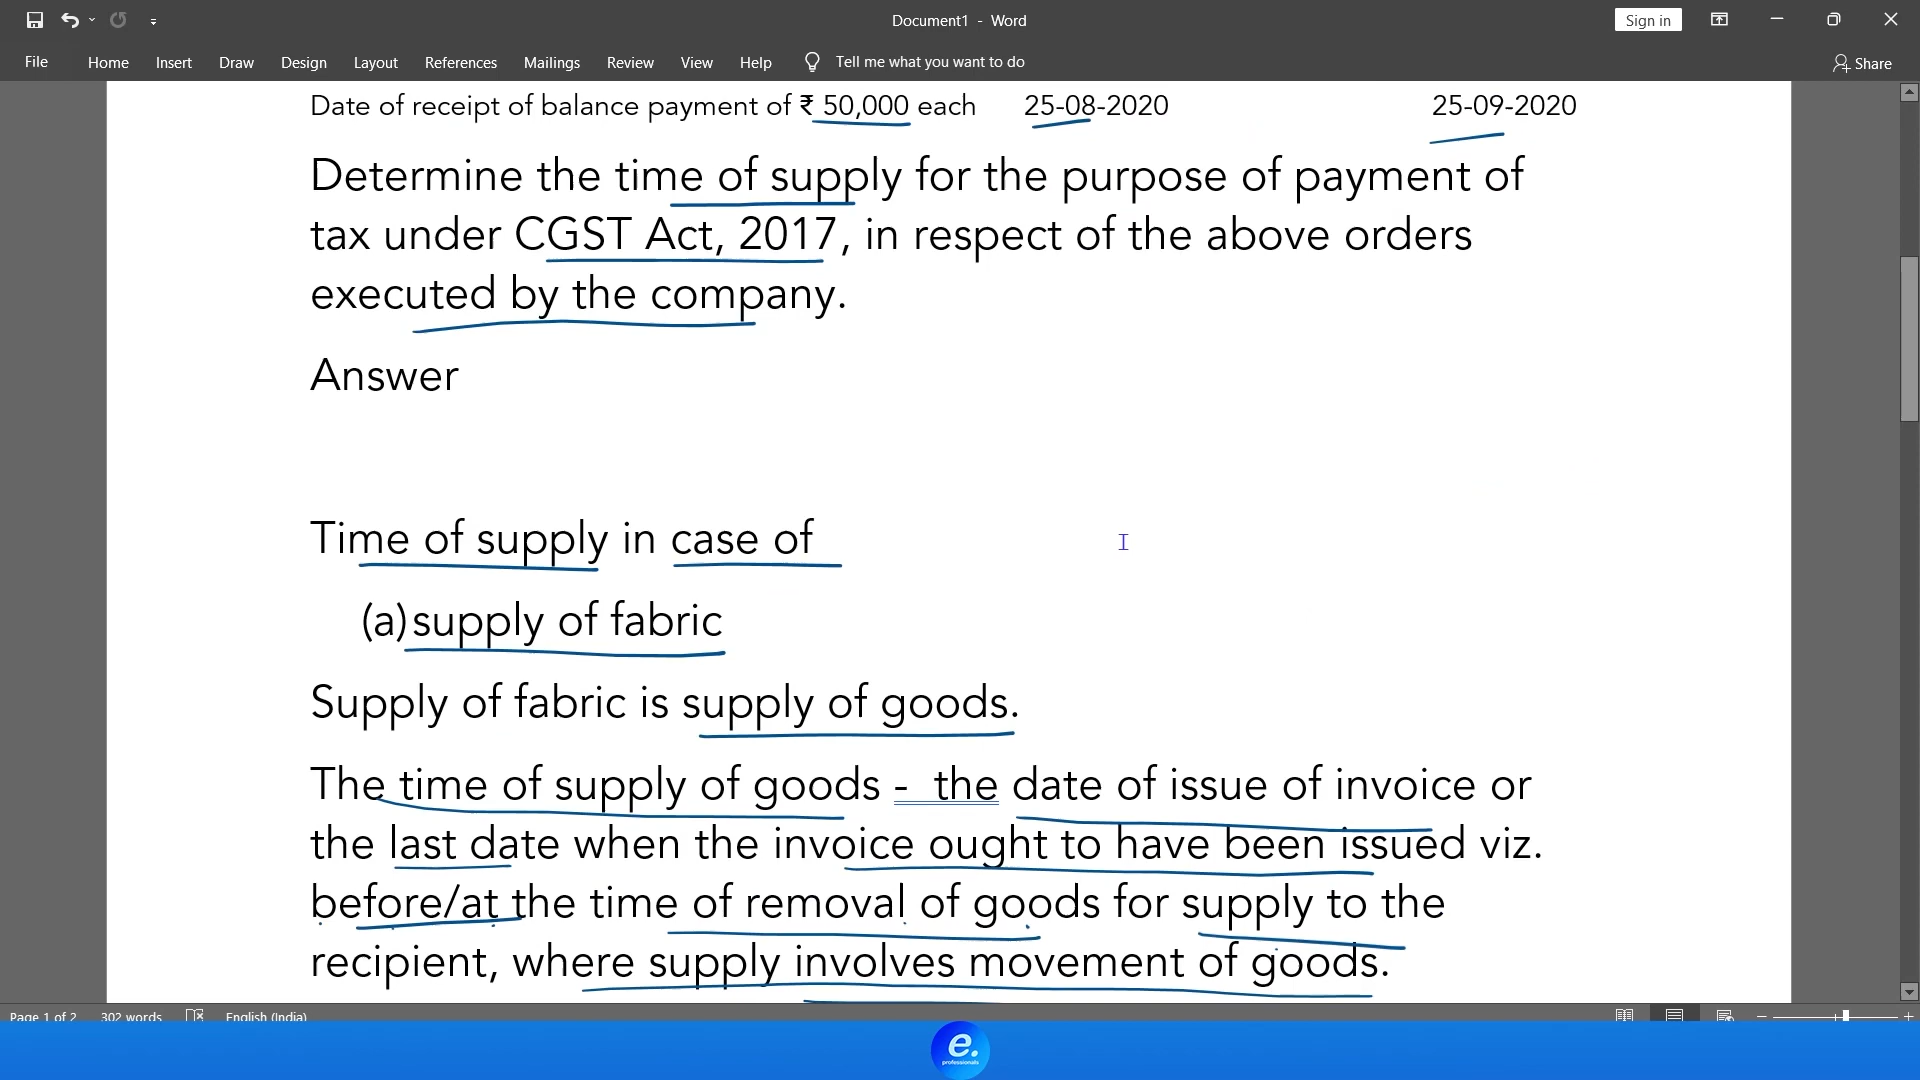 Document1 - Word
Sign in
File Home Insert Draw Design Layout References Mailings Review View Help Tell me what you want to do Share
Date of receipt of balance payment of ₹ 50,000 each 25-08-2020 25-09-2020
Determine the time of supply for the purpose of payment of
tax under CGST Act, 2017, in respect of the above orders
executed by the company.
Answer
Time of supply in case of
(a) supply of fabric
Supply of fabric is supply of goods.
The time of supply of goods - the date of issue of invoice or
the last date when the invoice ought to have been issued viz.
before/at the time of removal of goods for supply to the
recipient, where supply involves movement of goods.
Page 1 of 2 302 words English (India)
e.
professionals